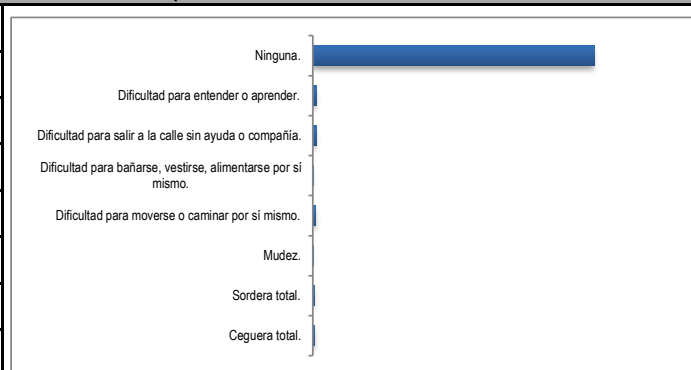 Ninguna.
Dificultad para entender o aprender.
Dificultad para salir a la calle sin ayuda o compañía.
Dificultad para bañarse, vestirse, alimentarse por sí
mismo.
Dificultad para moverse o caminar por sí mismo.
Mudez.
Sordera total.
Ceguera total.